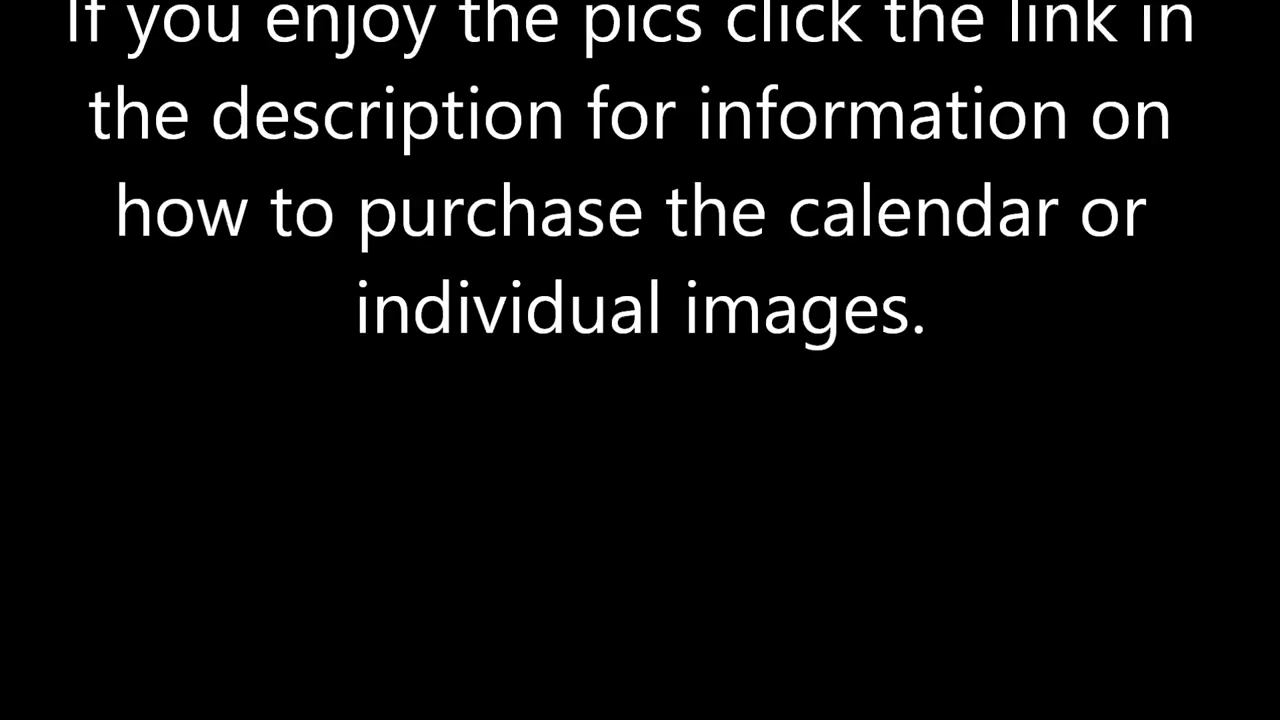 If you enjoy the pics click the link in
the description for information on
how to purchase the calendar or
individual images.